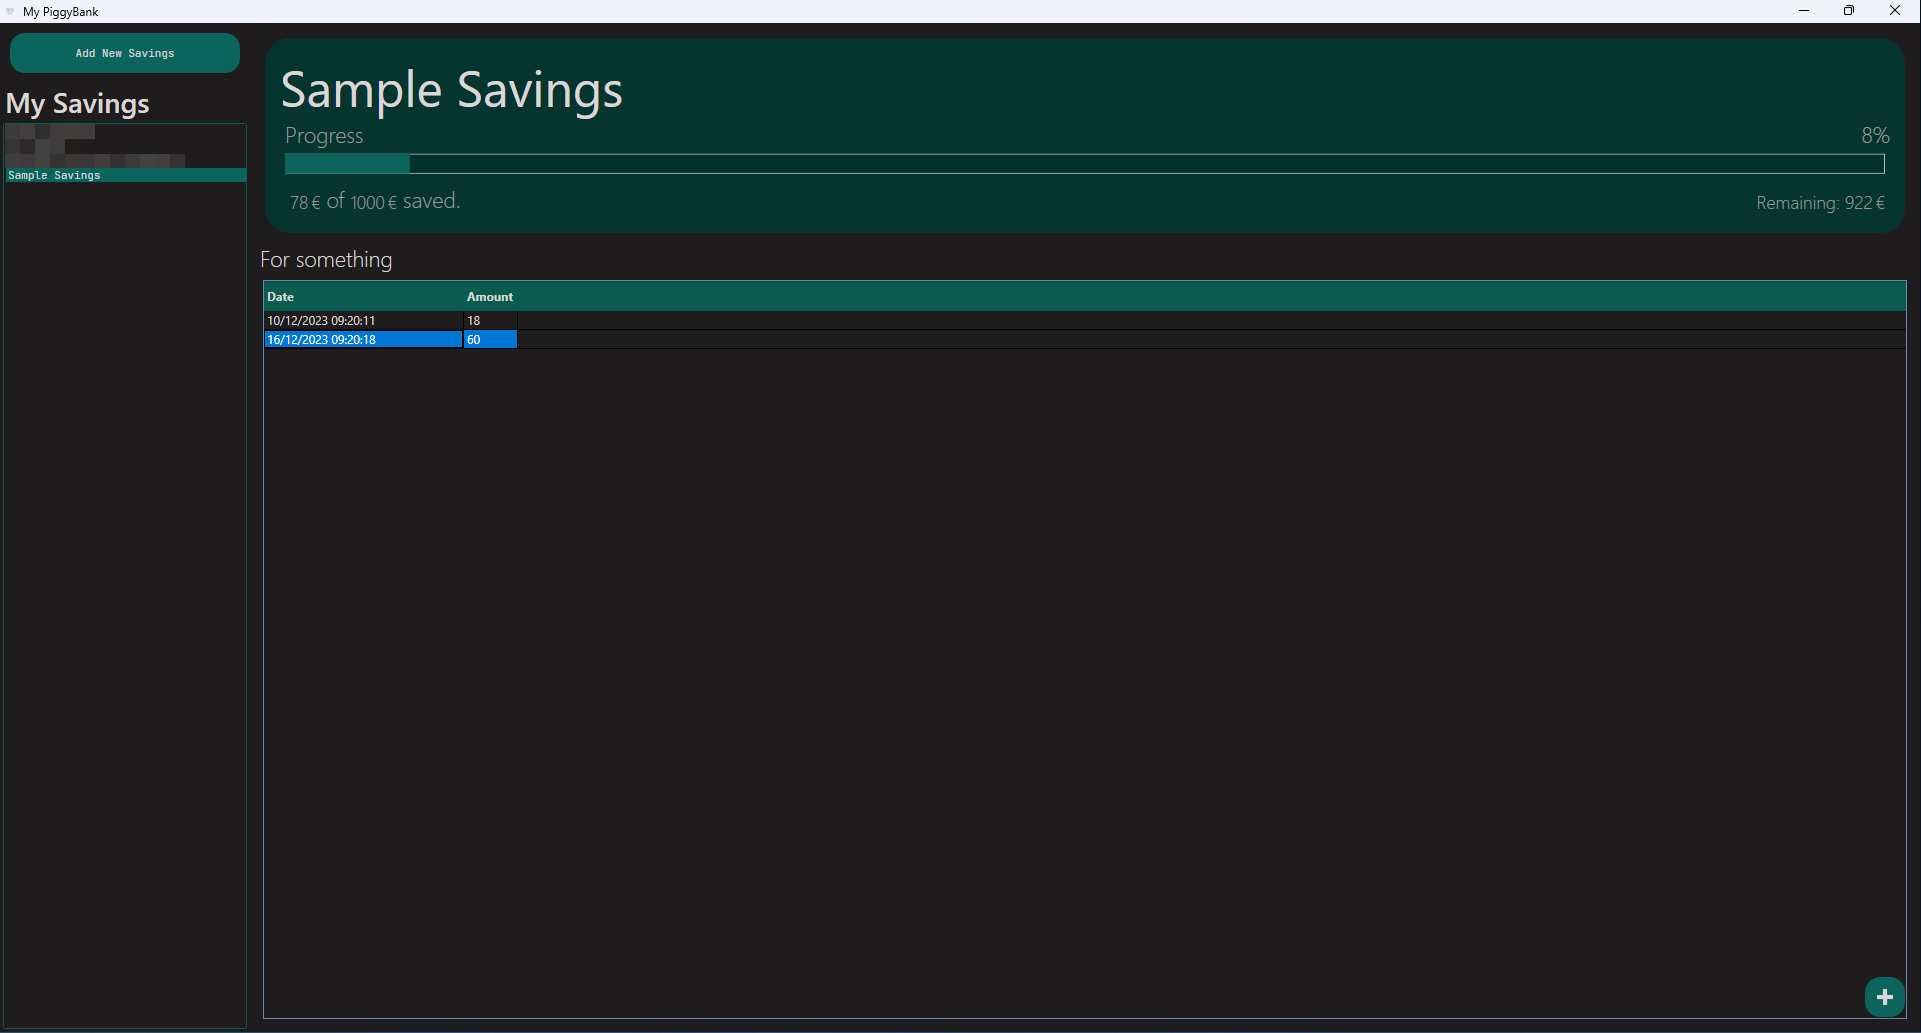 My PiggyBank
Add New Savings
My Savings
Sample Savings
Sample Savings
Progress 8%
78 € of 1000 € saved. Remaining: 922 €
For something
Date Amount
10/12/2023 09:20:11 18
16/12/2023 09:20:18 60